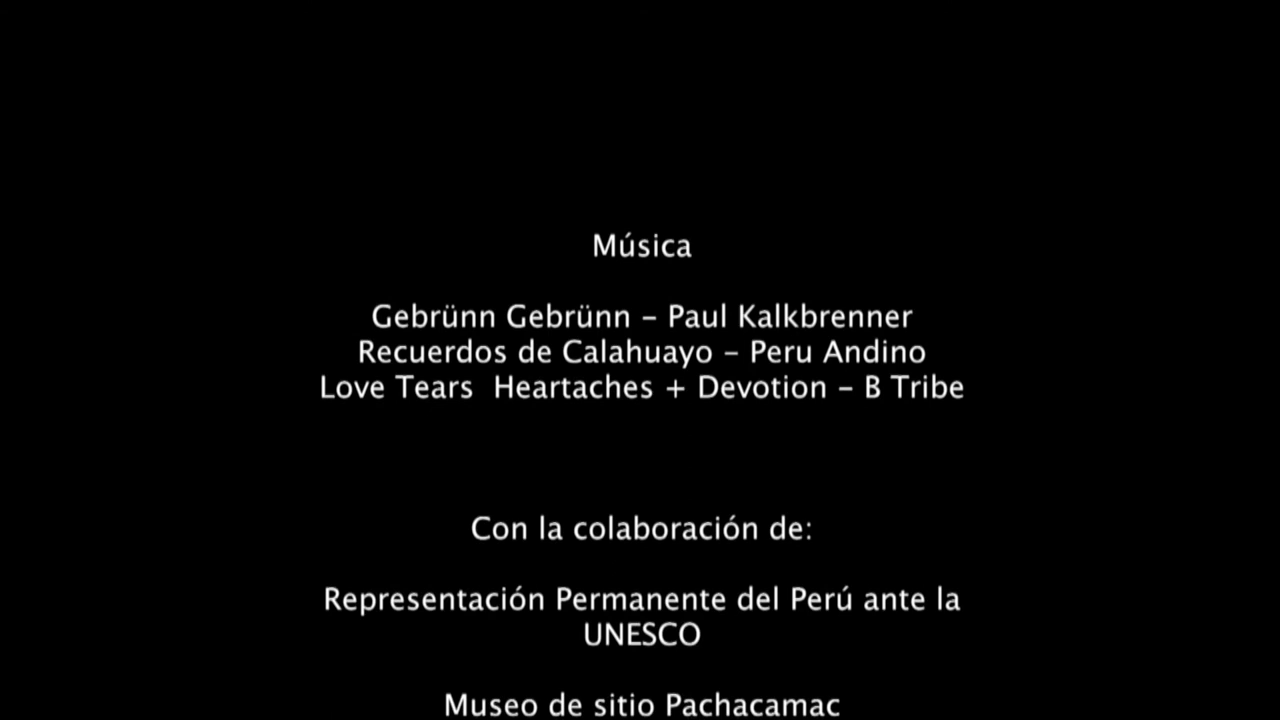 Música
Gebrünn Gebrünn – Paul Kalkbrenner
Recuerdos de Calahuayo – Peru Andino
Love Tears  Heartaches + Devotion – B Tribe
Con la colaboración de:
Representación Permanente del Perú ante la
UNESCO
Museo de sitio Pachacamac